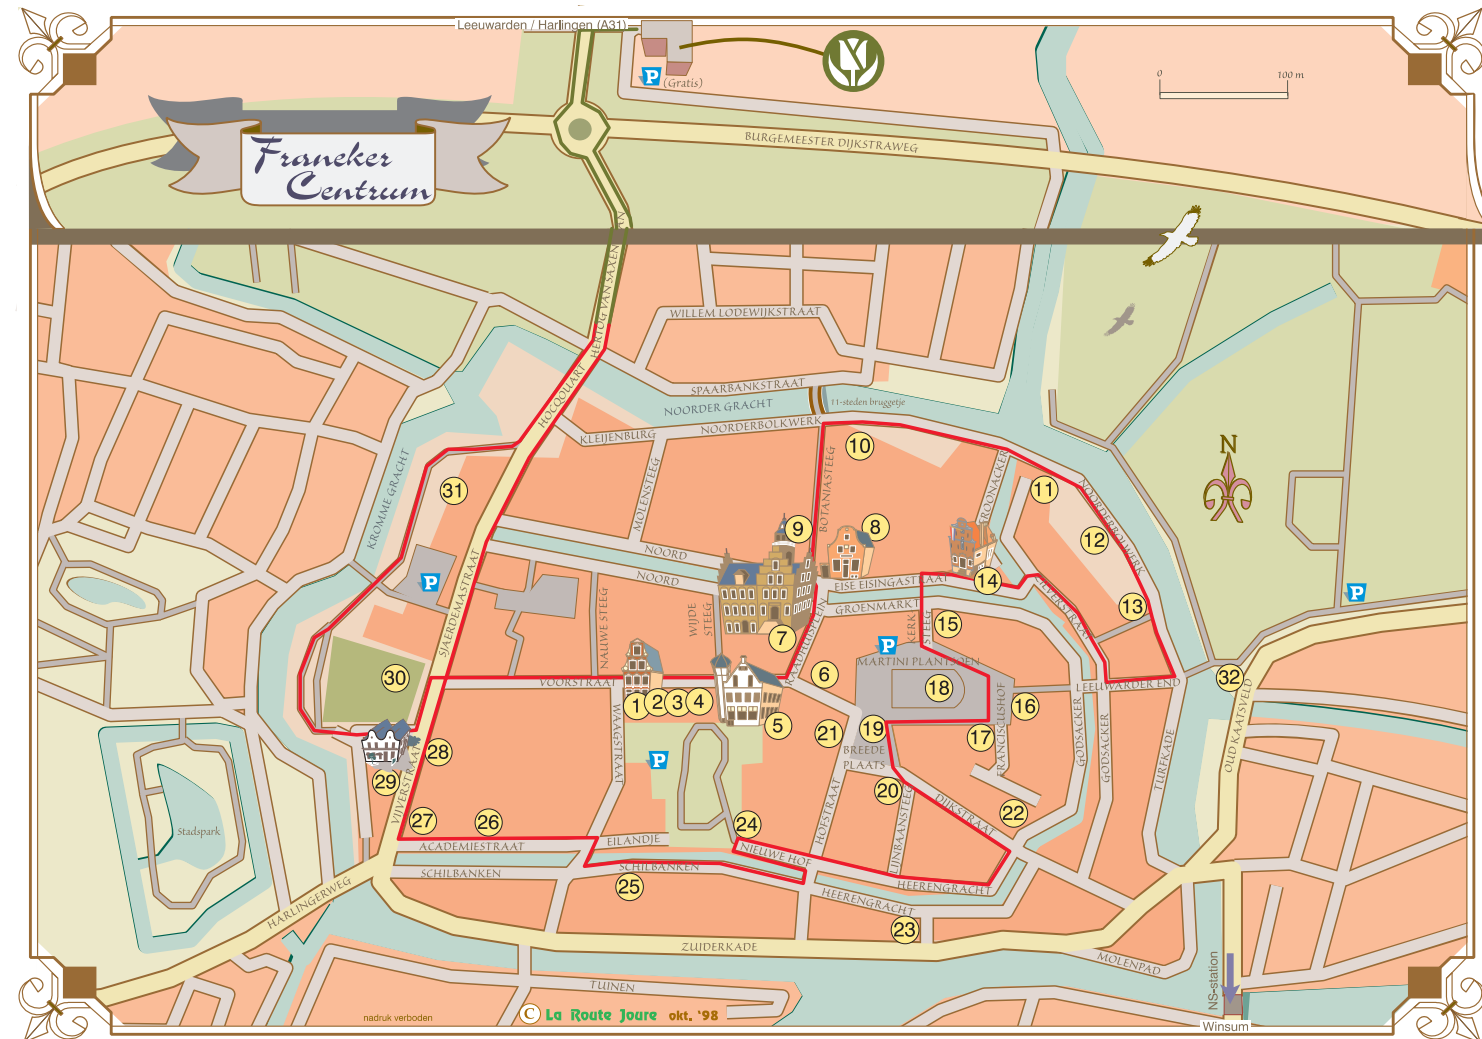 Leeuwarden / Harlingen (A31)
P
(Gratis)
0
100 m
Franeker
Centrum
BURGEMEESTER DIJKSTRAWEG
HERTOG VAN SAXENLAAN
WILLEM LODEWIJKSTRAAT
SPAARBANKSTRAAT
HOCQUART
NOORDER GRACHT
11-steden bruggetje
KLEIJENBURG
NOORDERBOLKWERK
N
10
BOTANIASTEEG
MOLENSTEEG
KROMME GRACHT
31
11
NOORDERBOLWERK
9
8
12
NOORD
NOORD
SJAERDEMASTRAAT
P
EISE EISINGASTRAAT
14
P
GROENMARKT
ZILVERSTRAAT
13
NAUWE STEEG
WIJDE
STEEG
7
RAADHUISPLEIN
KERK
STEEG
15
P
MARTINI PLANTSOEN
30
VOORSTRAAT
6
18
LEEUWARDER END
32
1
2
3
4
5
16
FRANCISCUSHOF
17
19
21
BREEDE
PLAATS
WAAGSTRAAT
P
28
29
VIJVERSTRAAT
GODSACKER
GODSACKER
TURFKADE
OUD KAATSVELD
20
DIJKSTRAAT
22
HOFSTRAAT
LIJNBAANSTEEG
Stadspark
27
26
24
ACADEMIESTRAAT
EILANDJE
NIEUWE HOF
SCHILBANKEN
SCHILBANKEN
25
HEERENGRACHT
HEERENGRACHT
23
HARLINGERWEG
ZUIDERKADE
MOLENPAD
TUINEN
NS-station
Winsum
nadruk verboden
C La Route Joure okt. '98